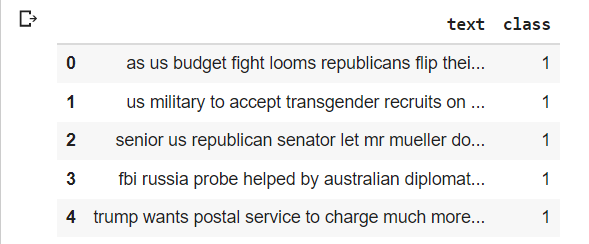 text class
0 as us budget fight looms republicans flip thei... 1
1 us military to accept transgender recruits on ... 1
2 senior us republican senator let mr mueller do... 1
3 fbi russia probe helped by australian diplomat... 1
4 trump wants postal service to charge much more... 1